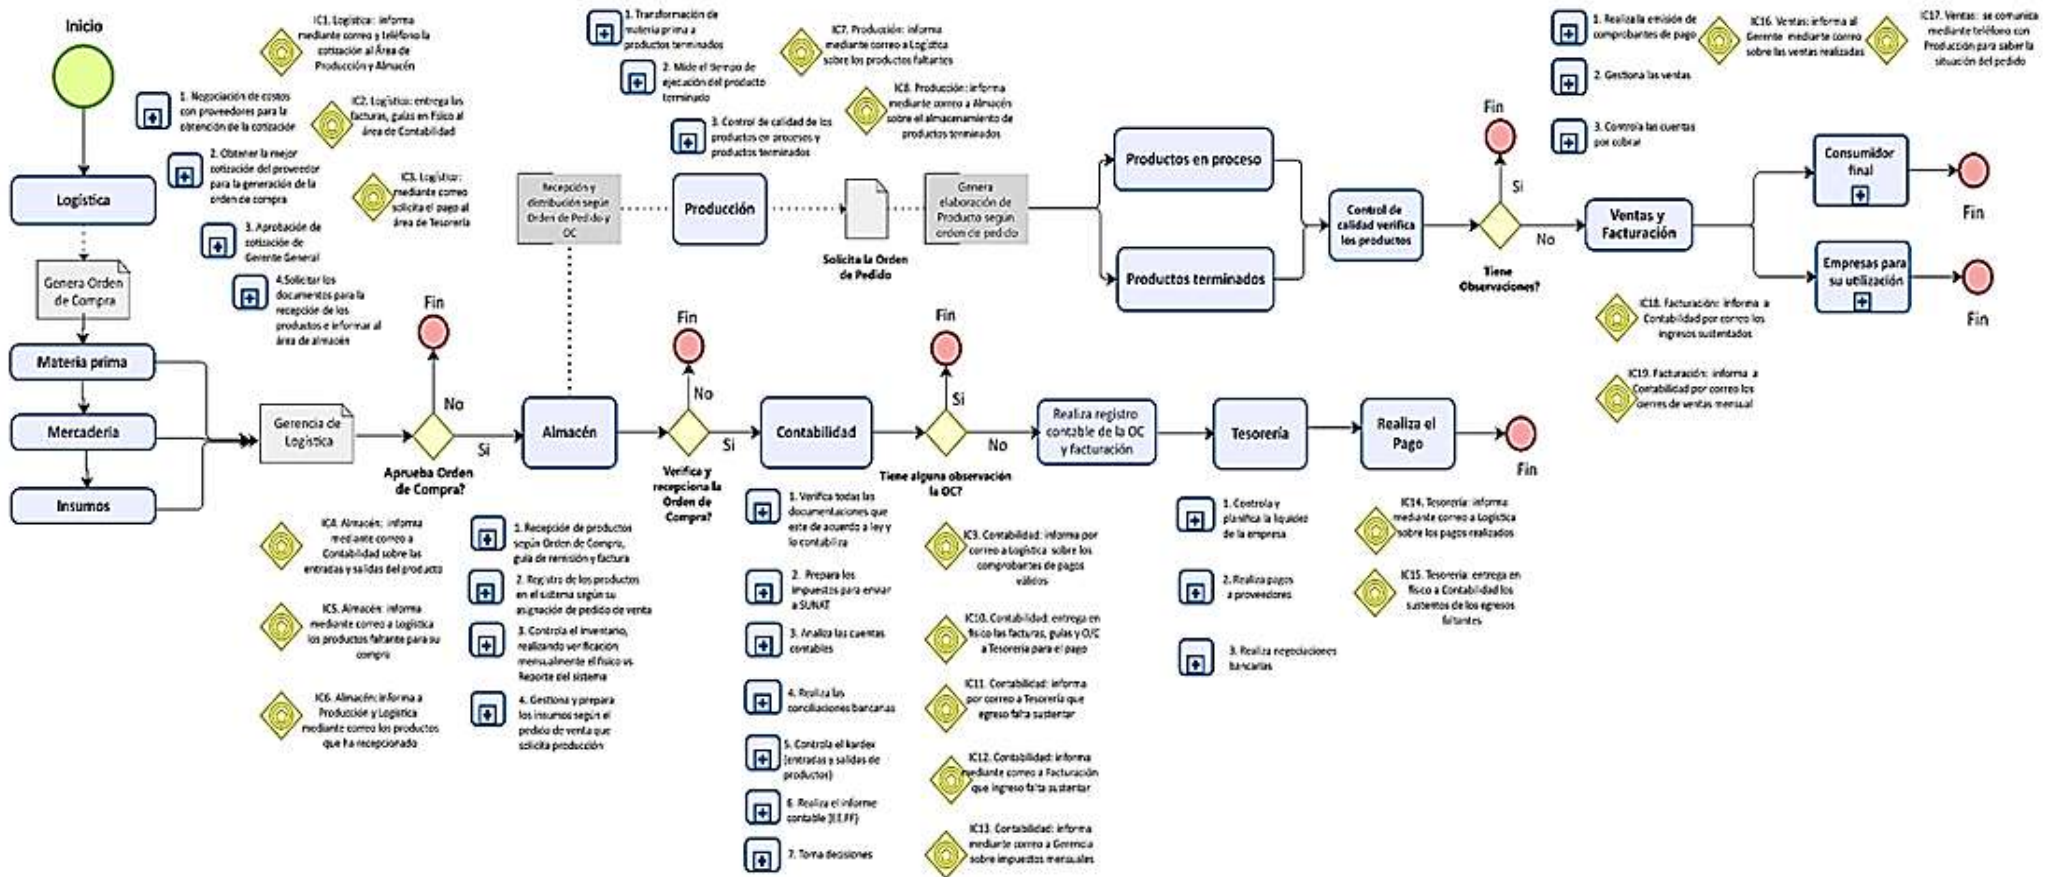 Inicio
IC1. Logística: informa
mediante correo y teléfono la
cotización al Área de
Producción y Almacén
1. Negociación de costos
con proveedores para la
obtención de la cotización
IC2. Logística: entrega las
facturas, guías en Físico al
área de Contabilidad
2. Obtener la mejor
cotización del proveedor
para la generación de la
orden de compra
IC3. Logística:
mediante correo
solicita el pago al
área de Tesorería
3. Aprobación de
cotización de
Gerente General
4.Solicitar los
documentos para la
recepción de los
productos e informar al
área de almacén
Logística
Genera Orden
de Compra
Materia prima
Mercadería
Insumos
Gerencia de
Logística
Fin
No
Si
Aprueba Orden
de Compra?
1. Transformación de
materia prima a
productos terminados
2. Mide el tiempo de
ejecución del producto
terminado
3. Control de calidad de los
productos en procesos y
productos terminados
IC7. Producción: informa
mediante correo a Logística
sobre los productos faltantes
IC8. Producción: informa
mediante correo a Almacén
sobre el almacenamiento de
productos terminados
Recepción y
distribución según
Orden de Pedido y
OC
Producción
Solicita la Orden
de Pedido
Genera
elaboración de
Producto según
orden de pedido
Productos en proceso
Productos terminados
Control de
calidad verifica
los productos
Fin
Si
No
Tiene
Observaciones?
Ventas y
Facturación
1. Realiza la emisión de
comprobantes de pago
2. Gestiona las ventas
3. Controla las cuentas
por cobrar
IC16. Ventas: informa al
Gerente mediante correo
sobre las ventas realizadas
IC17. Ventas: se comunica
mediante teléfono con
Producción para saber la
situación del pedido
Consumidor
final
Fin
Empresas para
su utilización
Fin
IC18. Facturación: informa a
Contabilidad por correo los
ingresos sustentados
IC19. Facturación: informa a
Contabilidad por correo los
cierres de ventas mensual
Almacén
Fin
No
Si
Verifica y
recepciona la
Orden de
Compra?
Contabilidad
Fin
Si
No
Tiene alguna observación
la OC?
Realiza registro
contable de la OC
y facturación
Tesorería
Realiza el
Pago
Fin
IC4. Almacén: informa
mediante correo a
Contabilidad sobre las
entradas y salidas del producto
IC5. Almacén: informa
mediante correo a Logística
los productos faltante para su
compra
IC6. Almacén: informa a
Producción y Logística
mediante correo los productos
que ha recepcionado
1. Recepción de productos
según Orden de Compra,
guía de remisión y factura
2. Registro de los productos
en el sistema según su
asignación de pedido de venta
3. Controla el inventario,
realizando verificación
mensualmente el físico vs
Reporte del sistema
4. Gestiona y prepara
los insumos según el
pedido de venta que
solicita producción
1. Verifica todas las
documentaciones que
este de acuerdo a ley y
lo contabiliza
2. Prepara los
impuestos para enviar
a SUNAT
3. Analiza las cuentas
contables
4. Realiza las
conciliaciones bancarias
5. Controla el kardex
(entradas y salidas de
productos)
6. Realiza el informe
contable (EE.FF)
7. Toma decisiones
IC3. Contabilidad: informa por
correo a Logística sobre los
comprobantes de pagos
válidos
IC10. Contabilidad: entrega en
físico las facturas, guías y O/C
a Tesorería para el pago
IC11. Contabilidad: informa
por correo a Tesorería que
egreso falta sustentar
IC12. Contabilidad: informa
mediante correo a Facturación
que ingreso falta sustentar
IC13. Contabilidad: informa
mediante correo a Gerencia
sobre impuestos mensuales
1. Controla y
planifica la liquidez
de la empresa
2. Realiza pagos
a proveedores
3. Realiza negociaciones
bancarias
IC14. Tesorería: informa
mediante correo a Logística
sobre los pagos realizados
IC15. Tesorería: entrega en
físico a Contabilidad los
sustentos de los egresos
faltantes